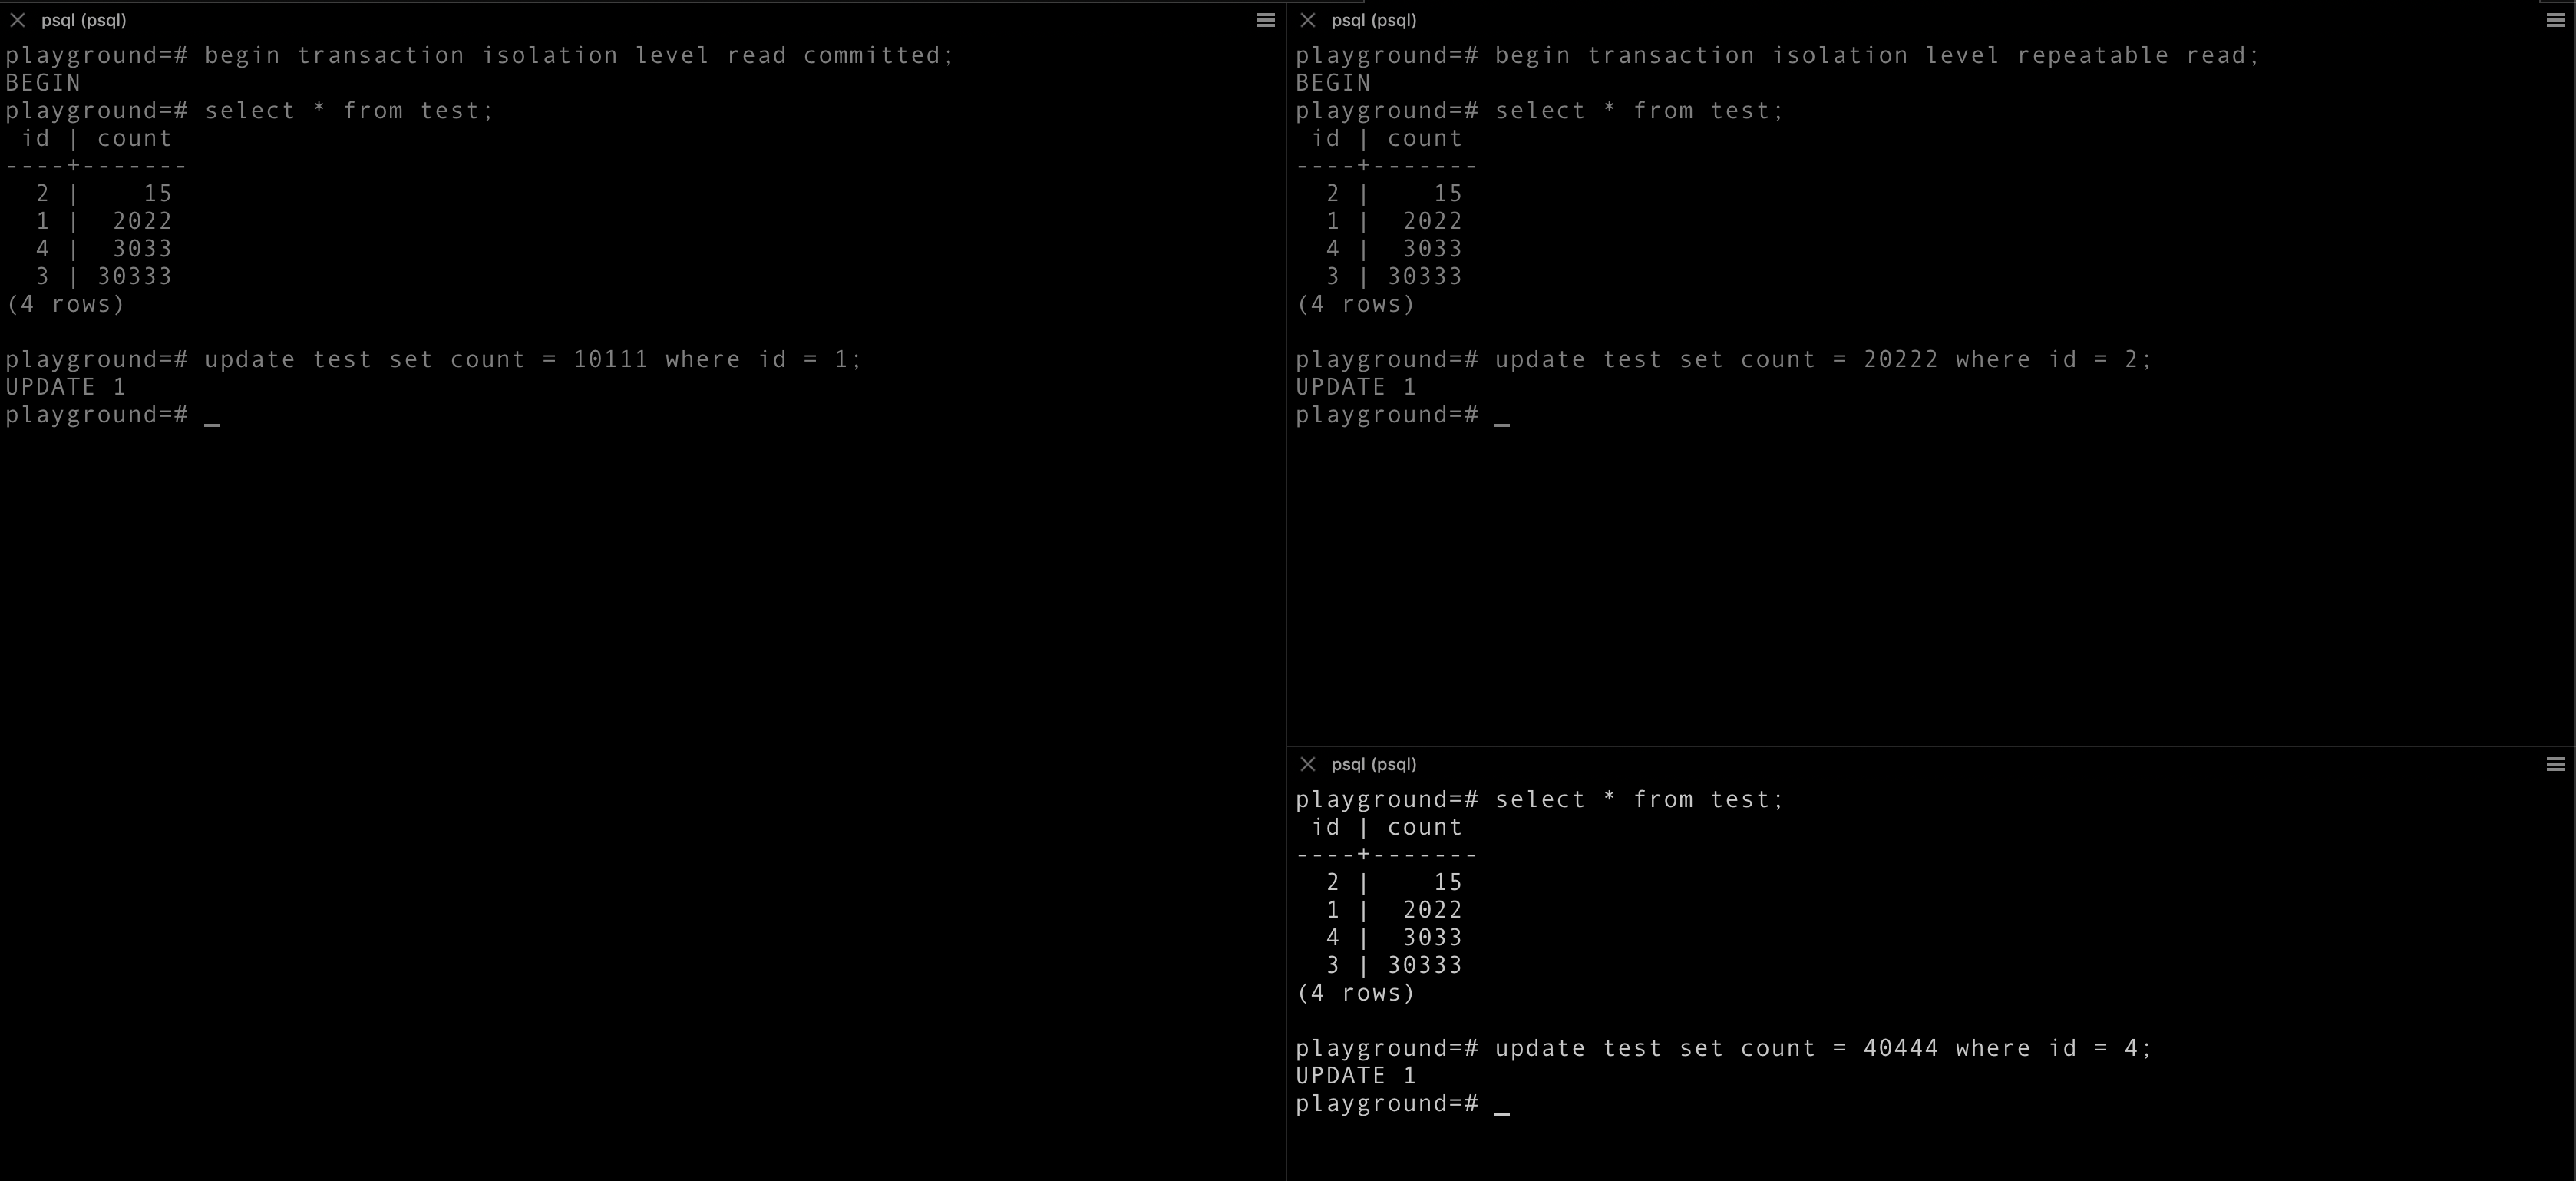 psql (psql)
playground=# begin transaction isolation level read committed;
BEGIN
playground=# select * from test;
 id | count
----+-------
  2 |    15
  1 |  2022
  4 |  3033
  3 | 30333
(4 rows)

playground=# update test set count = 10111 where id = 1;
UPDATE 1
playground=# _
psql (psql)
playground=# begin transaction isolation level repeatable read;
BEGIN
playground=# select * from test;
 id | count
----+-------
  2 |    15
  1 |  2022
  4 |  3033
  3 | 30333
(4 rows)

playground=# update test set count = 20222 where id = 2;
UPDATE 1
playground=# _
psql (psql)
playground=# select * from test;
 id | count
----+-------
  2 |    15
  1 |  2022
  4 |  3033
  3 | 30333
(4 rows)

playground=# update test set count = 40444 where id = 4;
UPDATE 1
playground=# _